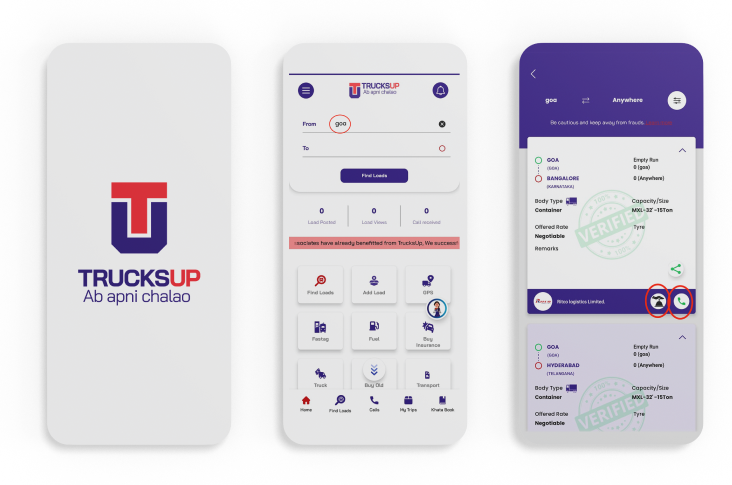 TRUCKSUP
Ab apni chalao
TRUCKSUP
Ab apni chalao
From goa
To
Find Loads
0 0 0
Load Posted Load Views Call received
ssociates have already benefitted from TrucksUp, We success!
Find Loads Add Load GPS
Fastag Fuel Buy
Insurance
Truck Buy Old Transport
Home Find Loads Calls My Trips Khata Book
goa Anywhere
Be cautious and keep away from frauds.
GOA Empty Run
(GOA) 0 (goa)
BANGALORE 0 (Anywhere)
(KARNATAKA)
Body Type Capacity/Size
Container MXL-32' -15Ton
100%
VERIFIED
Offered Rate Tyre
Negotiable
Remarks
Ritco logistics Limited.
GOA Empty Run
(GOA) 0 (goa)
HYDERABAD 0 (Anywhere)
(TELANGANA)
Body Type Capacity/Size
Container MXL-32' -15Ton
VERIFIED
Offered Rate Tyre
Negotiable